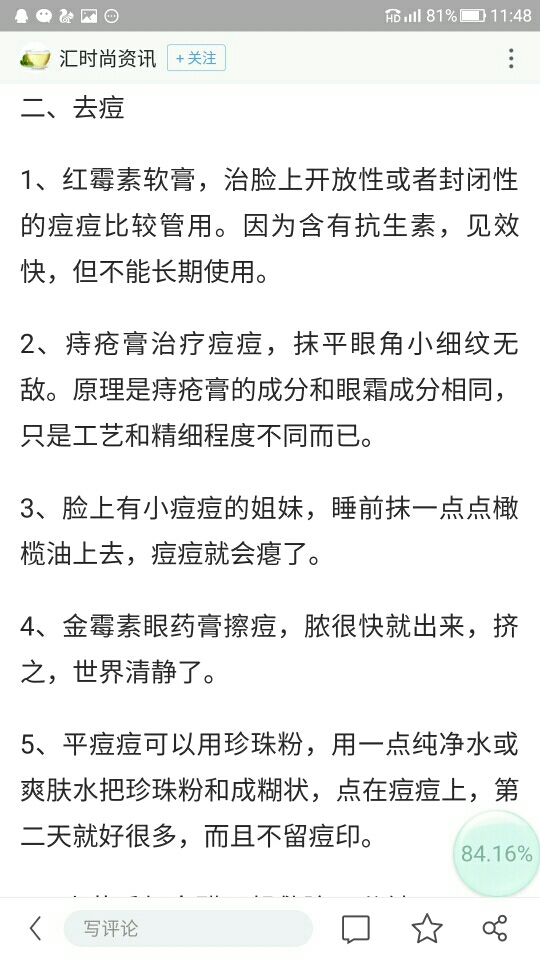 HD 81% 11:48
汇时尚资讯 +关注
二、去痘
1、红霉素软膏，治脸上开放性或者封闭性
的痘痘比较管用。因为含有抗生素，见效
快，但不能长期使用。
2、痔疮膏治疗痘痘，抹平眼角小细纹无
敌。原理是痔疮膏的成分和眼霜成分相同，
只是工艺和精细程度不同而已。
3、脸上有小痘痘的姐妹，睡前抹一点点橄
榄油上去，痘痘就会瘪了。
4、金霉素眼药膏擦痘，脓很快就出来，挤
之，世界清静了。
5、平痘痘可以用珍珠粉，用一点纯净水或
爽肤水把珍珠粉和成糊状，点在痘痘上，第
二天就好很多，而且不留痘印。
84.16%
写评论